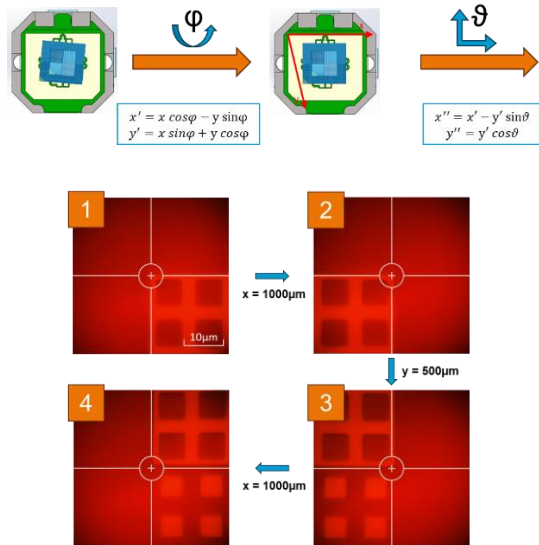 φ
ϑ
x
x′ = x cosφ − y sinφ
y′ = x sinφ + y cosφ
x′′ = x′ − y′ sinϑ
y′′ = y′ cosϑ
1
2
x = 1000µm
10µm
y = 500µm
4
3
x = 1000µm